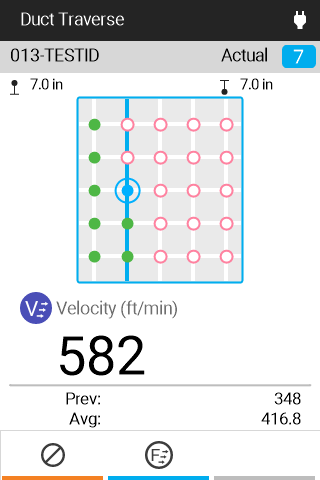 Duct Traverse
013-TESTID Actual 7
7.0 in 7.0 in
V Velocity (ft/min)
582
Prev: 348
Avg: 416.8
F